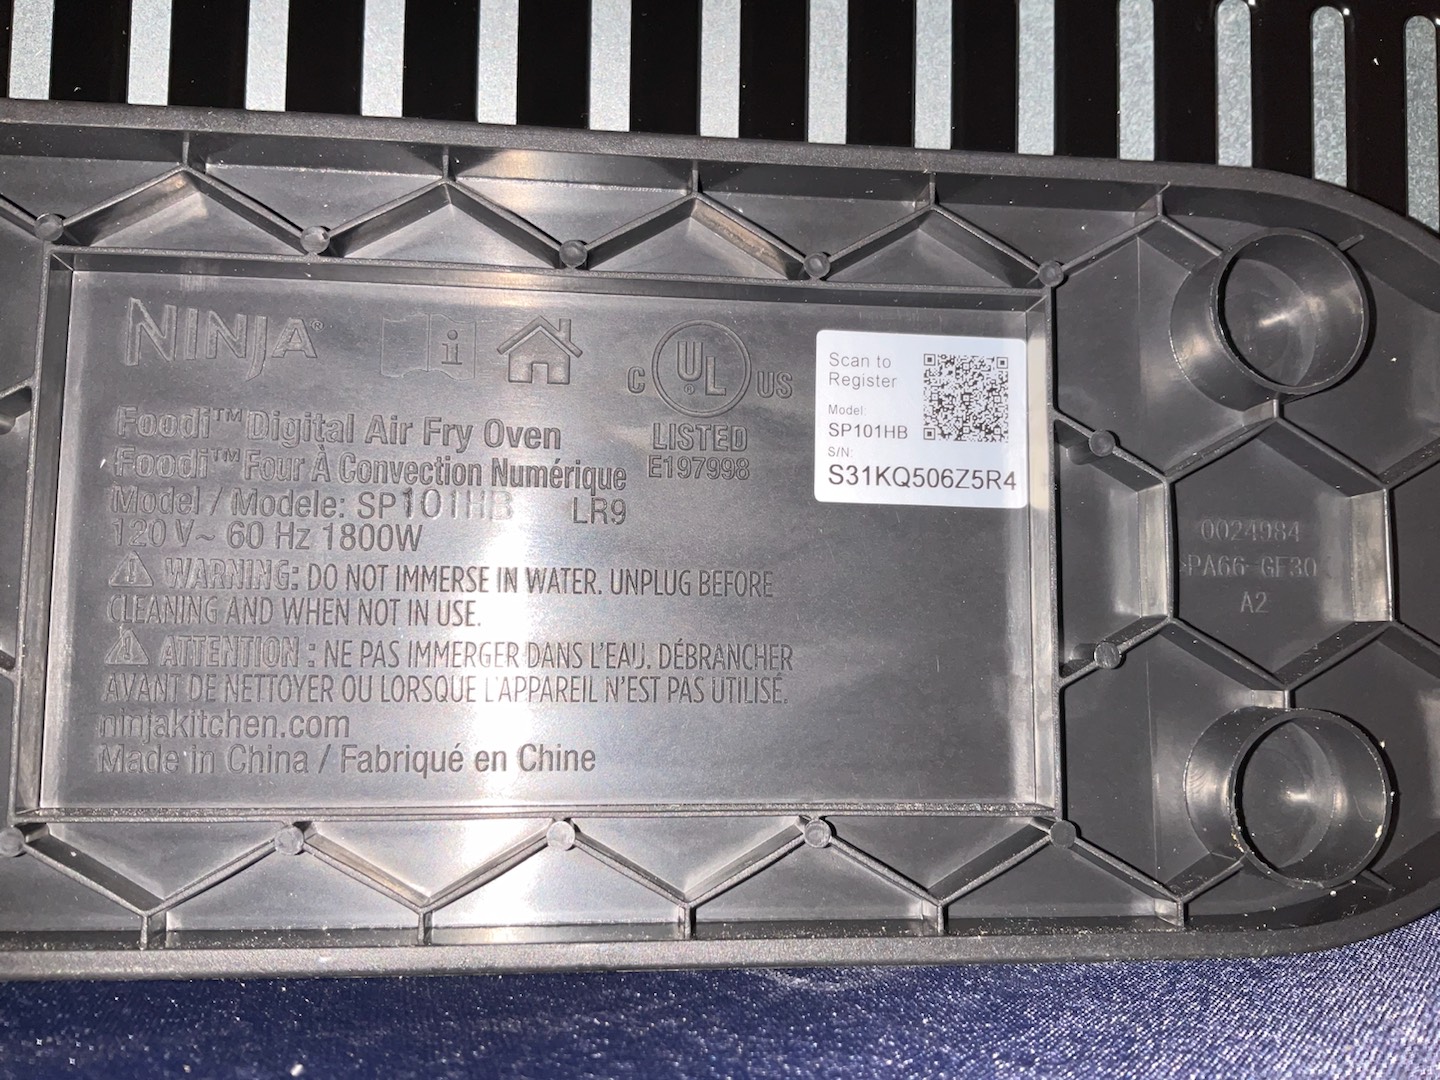 NINJA®
i
C UL® US
LISTED
E197998
Foodi™ Digital Air Fry Oven
Foodi™ Four À Convection Numérique
Model / Modele: SP101HB LR9
120 V~ 60 Hz 1800W
⚠ WARNING: DO NOT IMMERSE IN WATER. UNPLUG BEFORE
CLEANING AND WHEN NOT IN USE.
⚠ ATTENTION : NE PAS IMMERGER DANS L'EAU. DÉBRANCHER
AVANT DE NETTOYER OU LORSQUE L'APPAREIL N'EST PAS UTILISÉ.
ninjakitchen.com
Made in China / Fabriqué en Chine
Scan to
Register
Model:
SP101HB
S/N:
S31KQ506Z5R4
0024984
>PA66-GF30
A2